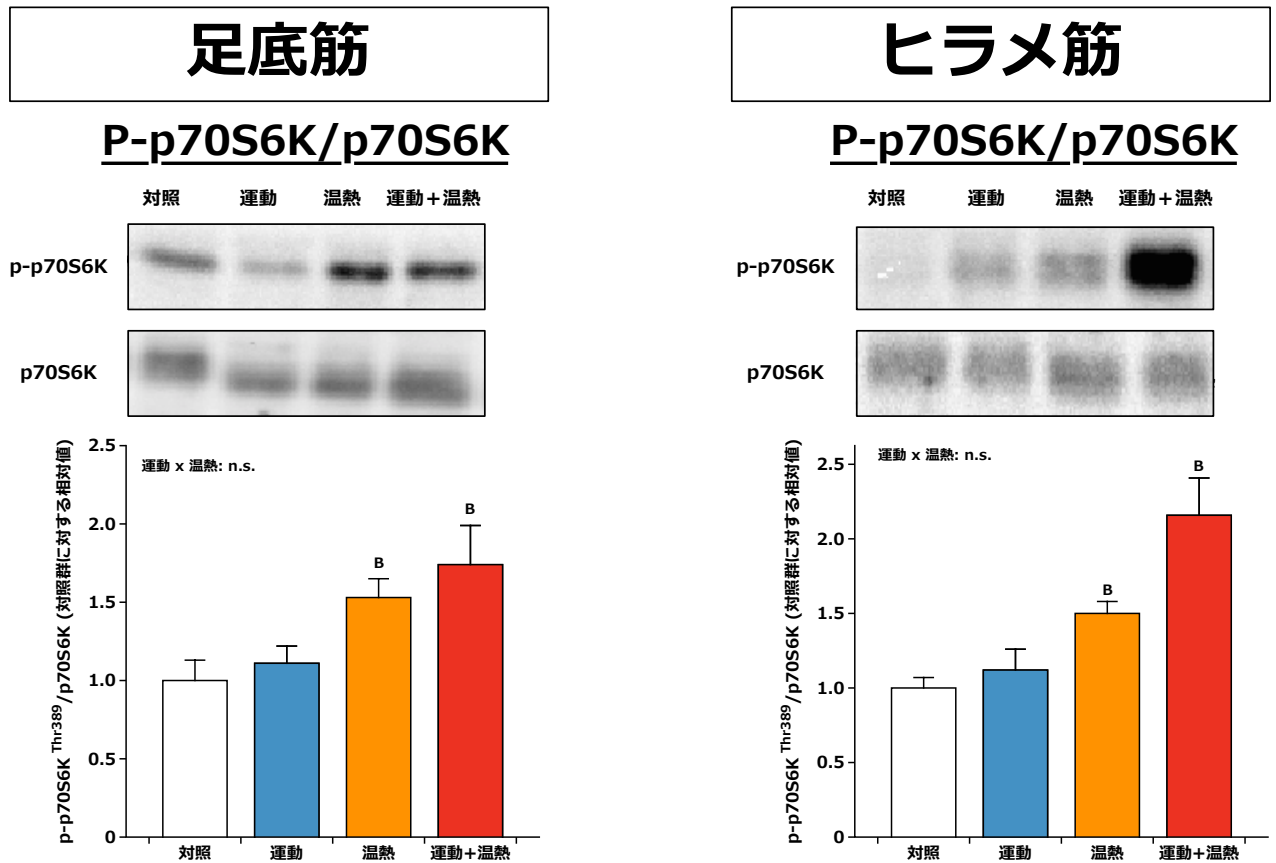 足底筋
P-p70S6K/p70S6K
対照 運動 温熱 運動＋温熱
p-p70S6K
p70S6K
p-p70S6K Thr389/p70S6K (対照群に対する相対値)
2.5
2.0
1.5
1.0
0.5
0
運動 x 温熱: n.s.
B
B
対照 運動 温熱 運動+温熱
ヒラメ筋
P-p70S6K/p70S6K
対照 運動 温熱 運動＋温熱
p-p70S6K
p70S6K
p-p70S6K Thr389/p70S6K (対照群に対する相対値)
2.5
2.0
1.5
1.0
0.5
0
運動 x 温熱: n.s.
B
B
対照 運動 温熱 運動+温熱